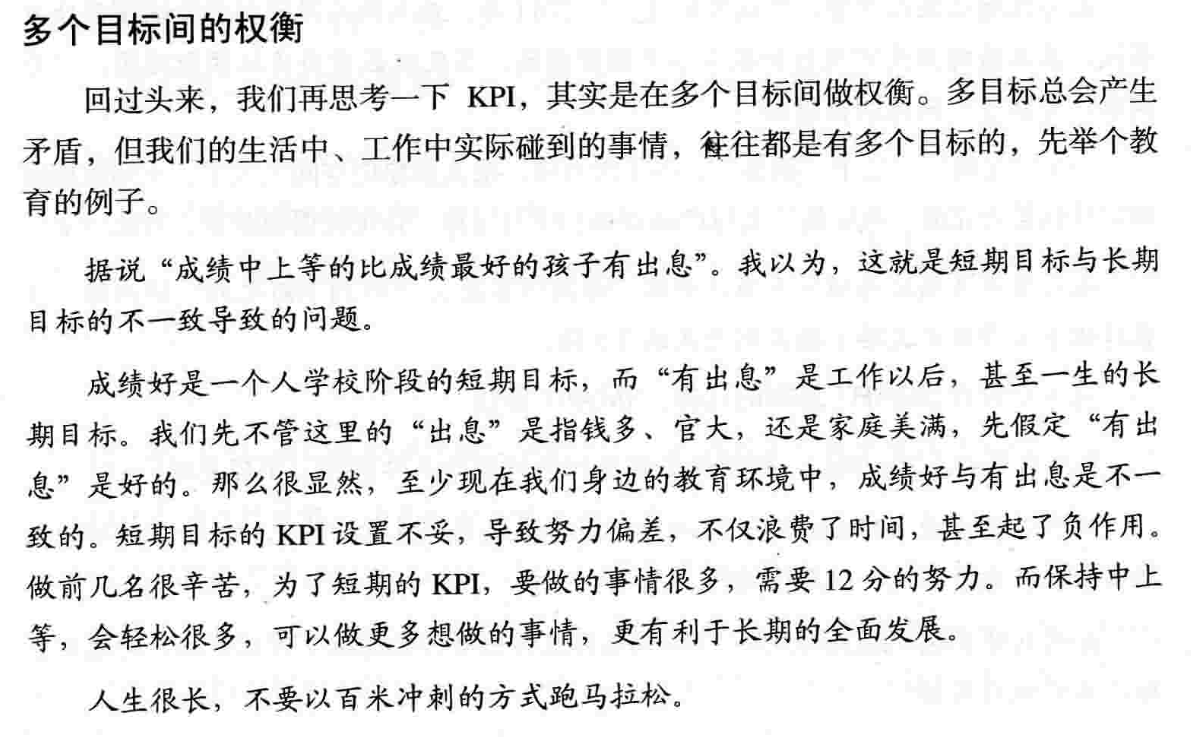 多个目标间的权衡
回过头来，我们再思考一下 KPI，其实是在多个目标间做权衡。多目标总会产生
矛盾，但我们的生活中、工作中实际碰到的事情，往往都是有多个目标的，先举个教
育的例子。
据说“成绩中上等的比成绩最好的孩子有出息”。我以为，这就是短期目标与长期
目标的不一致导致的问题。
成绩好是一个人学校阶段的短期目标，而“有出息”是工作以后，甚至一生的长
期目标。我们先不管这里的“出息”是指钱多、官大，还是家庭美满，先假定“有出
息”是好的。那么很显然，至少现在我们身边的教育环境中，成绩好与有出息是不一
致的。短期目标的 KPI 设置不妥，导致努力偏差，不仅浪费了时间，甚至起了负作用。
做前几名很辛苦，为了短期的 KPI，要做的事情很多，需要 12 分的努力。而保持中上
等，会轻松很多，可以做更多想做的事情，更有利于长期的全面发展。
人生很长，不要以百米冲刺的方式跑马拉松。